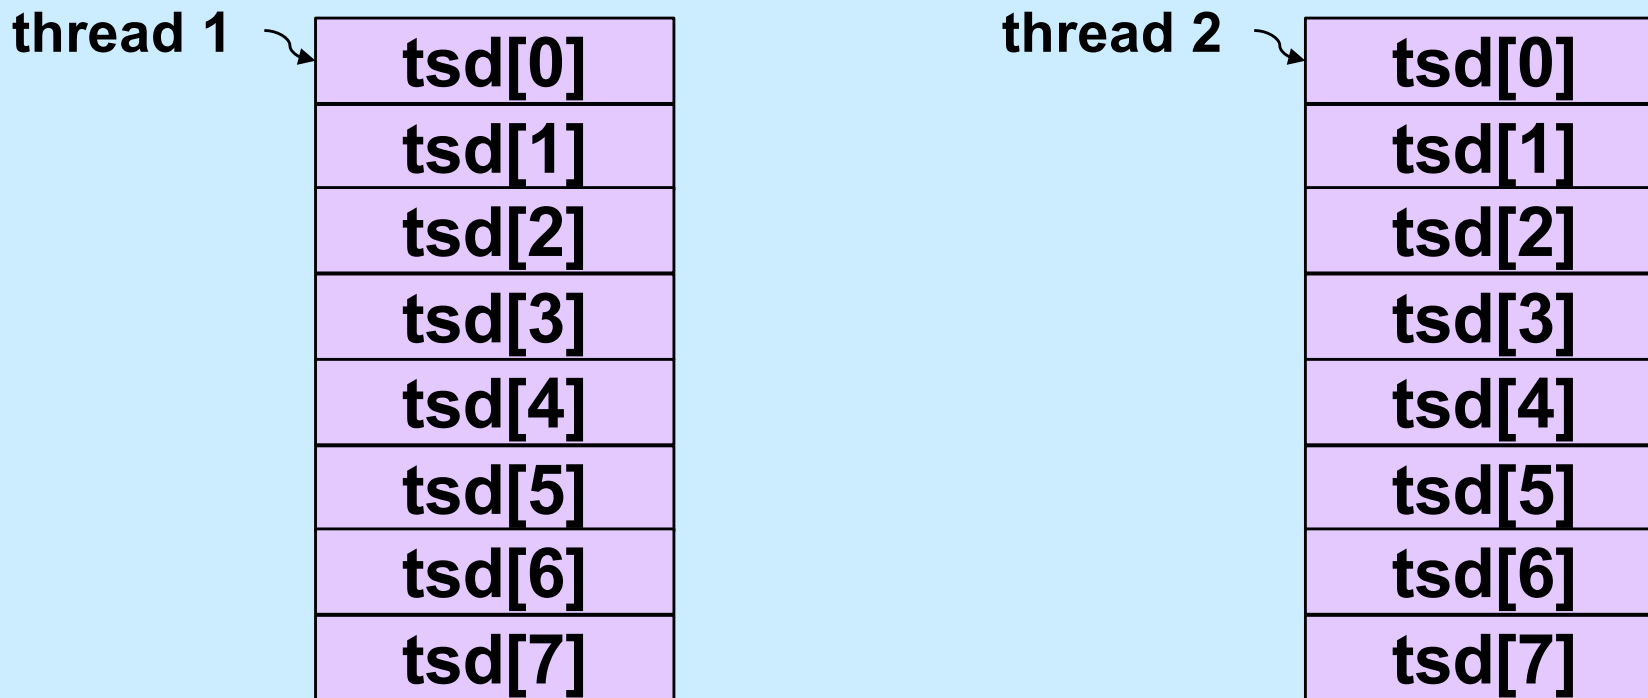 thread 1
tsd[0]
tsd[1]
tsd[2]
tsd[3]
tsd[4]
tsd[5]
tsd[6]
tsd[7]
thread 2
tsd[0]
tsd[1]
tsd[2]
tsd[3]
tsd[4]
tsd[5]
tsd[6]
tsd[7]